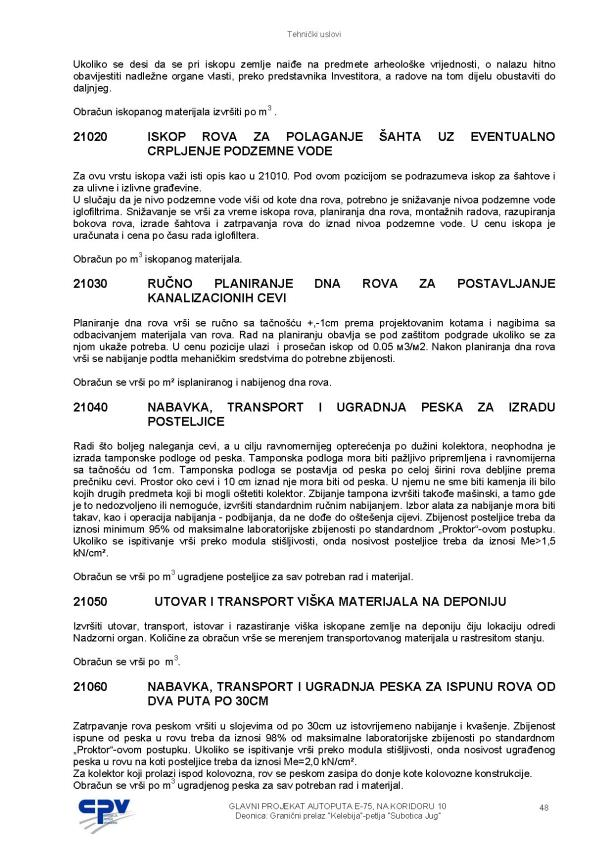 Tehnički uslovi
Ukoliko se desi da se pri iskopu zemlje naiđe na predmete arheološke vrijednosti, o nalazu hitno
obavijestiti nadležne organe vlasti, preko predstavnika Investitora, a radove na tom dijelu obustaviti do
daljnjeg.
Obračun iskopanog materijala izvršiti po m³ .
21020 ISKOP ROVA ZA POLAGANJE ŠAHTA UZ EVENTUALNO
CRPLJENJE PODZEMNE VODE
Za ovu vrstu iskopa važi isti opis kao u 21010. Pod ovom pozicijom se podrazumeva iskop za šahtove i
za ulivne i izlivne građevine.
U slučaju da je nivo podzemne vode viši od kote dna rova, potrebno je snižavanje nivoa podzemne vode
iglofiltrima. Snižavanje se vrši za vreme iskopa rova, planiranja dna rova, montažnih radova, razupiranja
bokova rova, izrade šahtova i zatrpavanja rova do iznad nivoa podzemne vode. U cenu iskopa je
uračunata i cena po času rada iglofiltera.
Obračun po m³ iskopanog materijala.
21030 RUČNO PLANIRANJE DNA ROVA ZA POSTAVLJANJE
KANALIZACIONIH CEVI
Planiranje dna rova vrši se ručno sa tačnošću +,-1cm prema projektovanim kotama i nagibima sa
odbacivanjem materijala van rova. Rad na planiranju obavlja se pod zaštitom podgrade ukoliko se za
njom ukaže potreba. U cenu pozicije ulazi i prosečan iskop od 0.05 м3/м2. Nakon planiranja dna rova
vrši se nabijanje podtla mehaničkim sredstvima do potrebne zbijenosti.
Obračun se vrši po m² isplaniranog i nabijenog dna rova.
21040 NABAVKA, TRANSPORT I UGRADNJA PESKA ZA IZRADU
POSTELJICE
Radi što boljeg naleganja cevi, a u cilju ravnomernijeg opterećenja po dužini kolektora, neophodna je
izrada tamponske podloge od peska. Tamponska podloga mora biti pažljivo pripremljena i ravnomijerna
sa tačnošću od 1cm. Tamponska podloga se postavlja od peska po celoj širini rova debljine prema
prečniku cevi. Prostor oko cevi i 10 cm iznad nje mora biti od peska. U njemu ne sme biti kamenja ili bilo
kojih drugih predmeta koji bi mogli oštetiti kolektor. Zbijanje tampona izvršiti takođe mašinski, a tamo gde
je to nedozvoljeno ili nemoguće, izvršiti standardnim ručnim nabijanjem. Izbor alata za nabijanje mora biti
takav, kao i operacija nabijanja - podbijanja, da ne dođe do oštešenja cijevi. Zbijenost posteljice treba da
iznosi minimum 95% od maksimalne laboratorijske zbijenosti po standardnom „Proktor“-ovom postupku.
Ukoliko se ispitivanje vrši preko modula stišljivosti, onda nosivost posteljice treba da iznosi Me>1,5
kN/cm².
Obračun se vrši po m³ ugradjene posteljice za sav potreban rad i materijal.
21050 UTOVAR I TRANSPORT VIŠKA MATERIJALA NA DEPONIJU
Izvršiti utovar, transport, istovar i razastiranje viška iskopane zemlje na deponiju čiju lokaciju odredi
Nadzorni organ. Količine za obračun vrše se merenjem transportovanog materijala u rastresitom stanju.
Obračun se vrši po m³.
21060 NABAVKA, TRANSPORT I UGRADNJA PESKA ZA ISPUNU ROVA OD
DVA PUTA PO 30CM
Zatrpavanje rova peskom vršiti u slojevima od po 30cm uz istovrijemeno nabijanje i kvašenje. Zbijenost
ispune od peska u rovu treba da iznosi 98% od maksimalne laboratorijske zbijenosti po standardnom
„Proktor“-ovom postupku. Ukoliko se ispitivanje vrši preko modula stišljivosti, onda nosivost ugrađenog
peska u rovu na koti posteljice treba da iznosi Me=2,0 kN/cm².
Za kolektor koji prolazi ispod kolovozna, rov se peskom zasipa do donje kote kolovozne konstrukcije.
Obračun se vrši po m³ ugradjenog peska za sav potreban rad i materijal.
CPV
GLAVNI PROJEKAT AUTOPUTA E-75, NA KORIDORU 10
Deonica: Granični prelaz "Kelebija"-petlja "Subotica Jug"
48